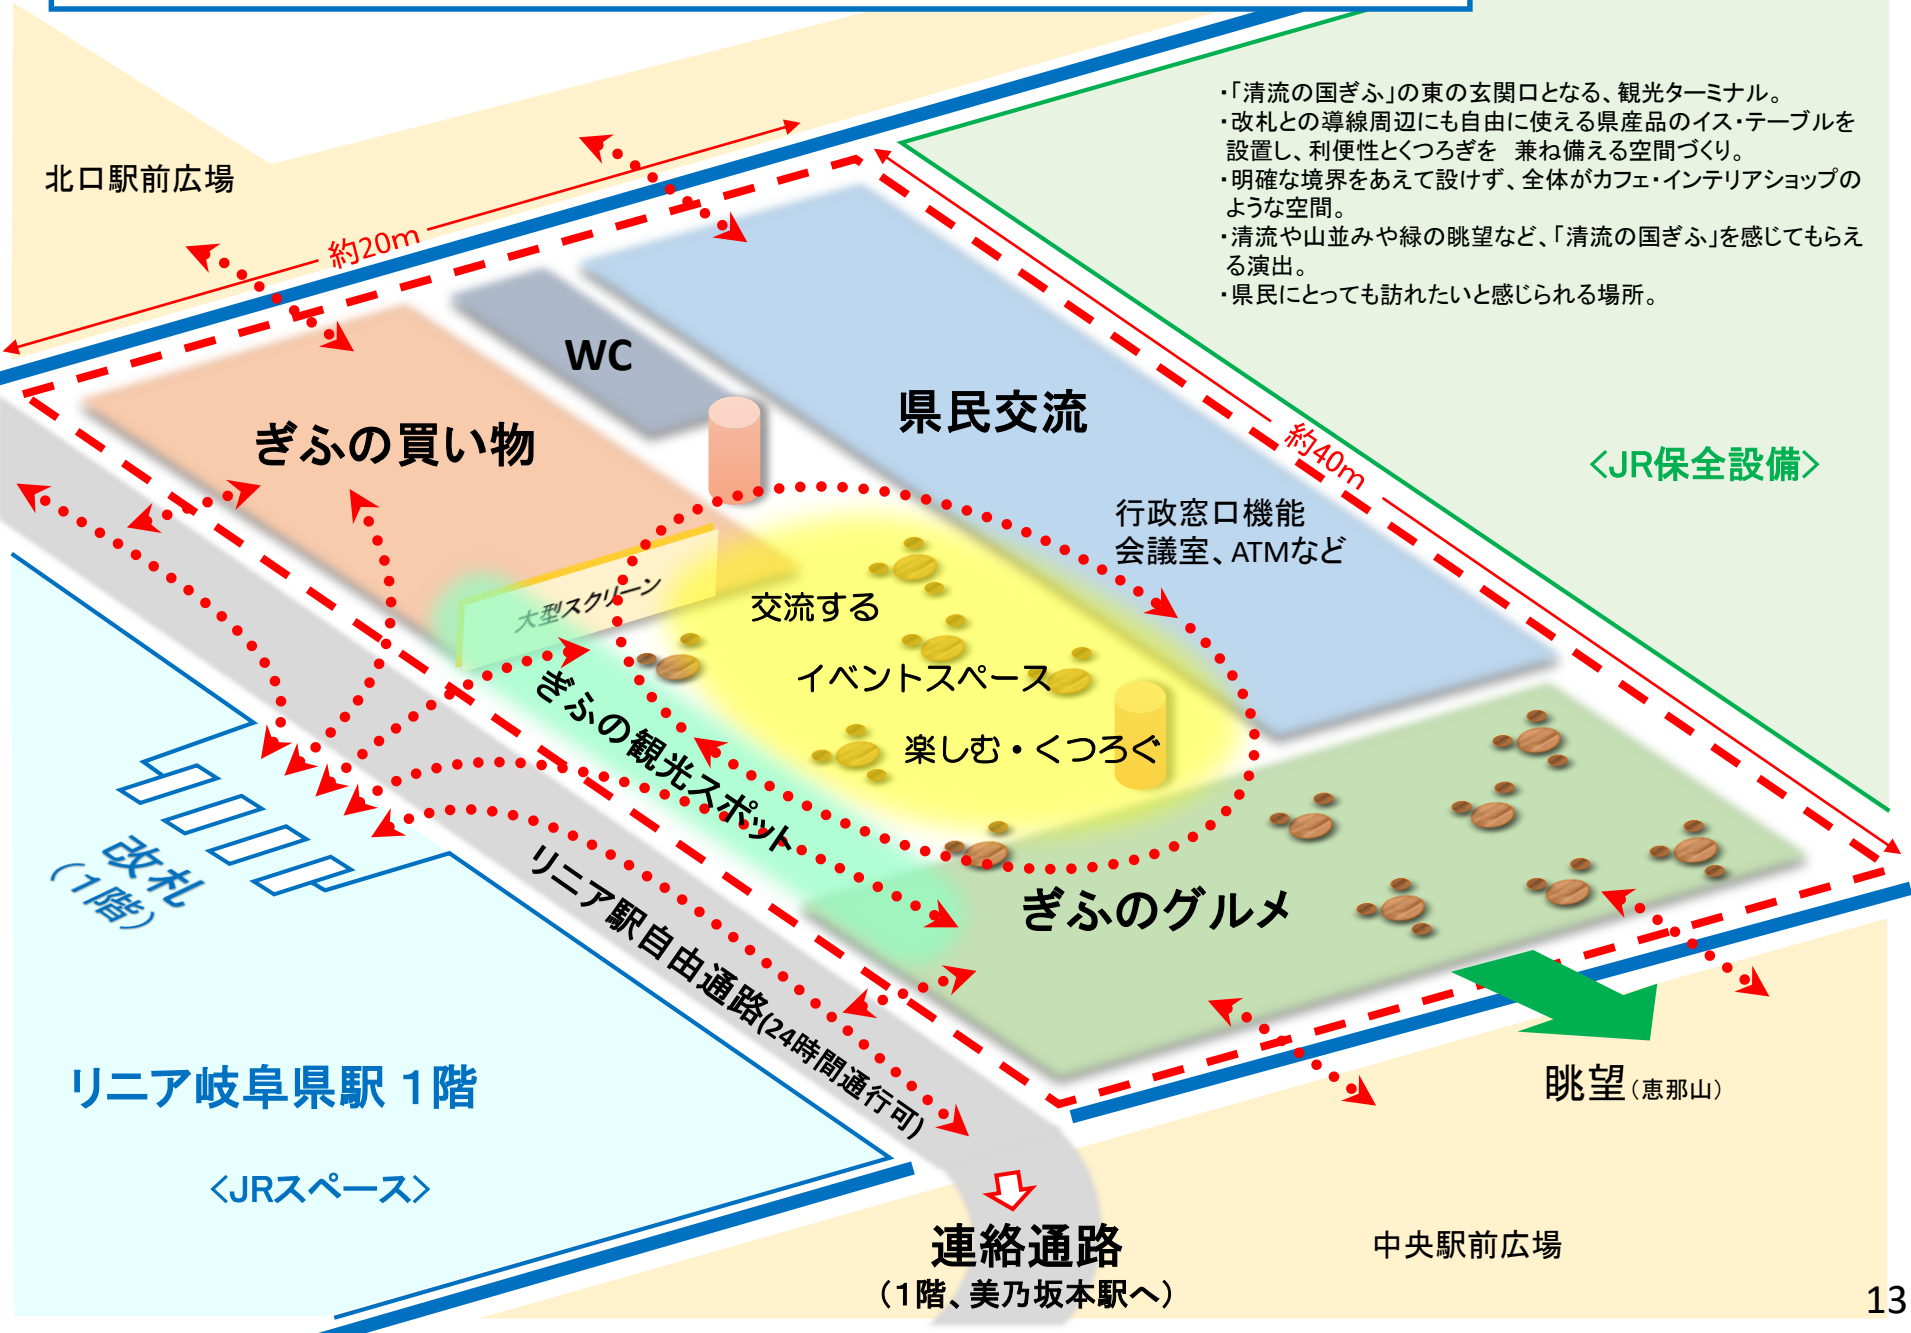 ・「清流の国ぎふ」の東の玄関口となる、観光ターミナル。
・改札との導線周辺にも自由に使える県産品のイス・テーブルを
設置し、利便性とくつろぎを　兼ね備える空間づくり。
・明確な境界をあえて設けず、全体がカフェ・インテリアショップの
ような空間。
・清流や山並みや緑の眺望など、「清流の国ぎふ」を感じてもらえ
る演出。
・県民にとっても訪れたいと感じられる場所。
北口駅前広場
約20m
WC
県民交流
ぎふの買い物
約40m
<JR保全設備>
行政窓口機能
会議室、ATMなど
大型スクリーン
交流する
イベントスペース
楽しむ・くつろぐ
ぎふの観光スポット
改札
（1階）
リニア駅自由通路(24時間通行可)
ぎふのグルメ
リニア岐阜県駅 1階
<JRスペース>
眺望（恵那山）
連絡通路
（1階、美乃坂本駅へ）
中央駅前広場
13